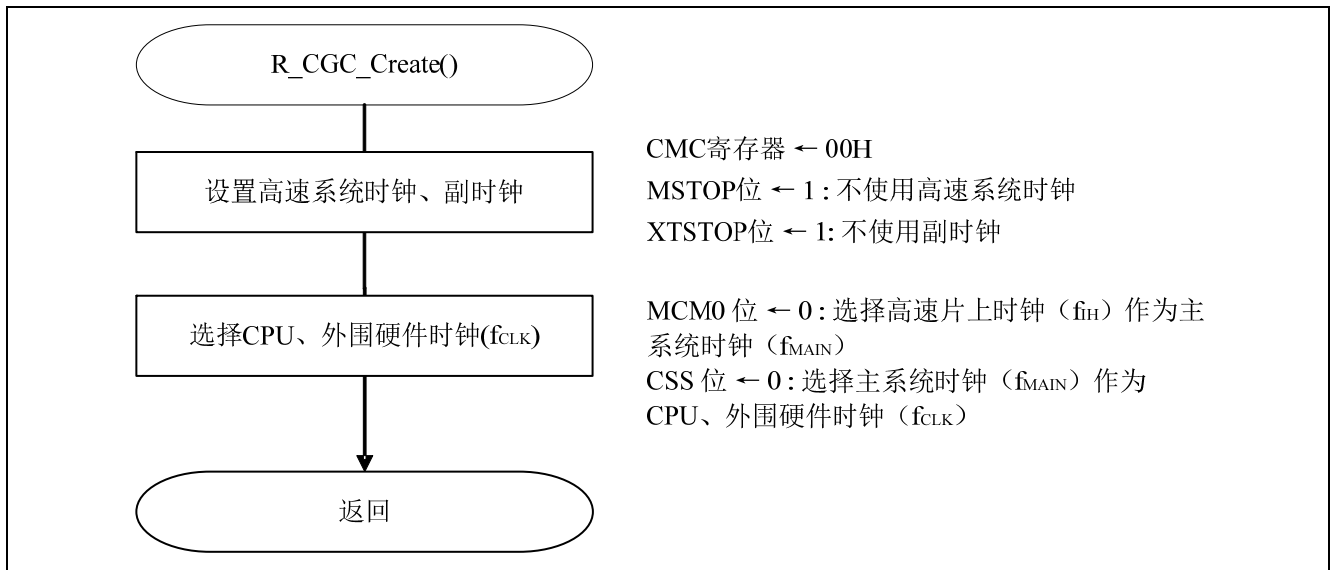 R_CGC_Create()
设置高速系统时钟、副时钟
CMC寄存器 ← 00H
MSTOP位 ← 1 : 不使用高速系统时钟
XTSTOP位 ← 1: 不使用副时钟
选择CPU、外围硬件时钟(fCLK)
MCM0 位 ← 0 : 选择高速片上时钟（fIH）作为主
系统时钟（fMAIN）
CSS 位 ← 0 : 选择主系统时钟（fMAIN）作为
CPU、外围硬件时钟（fCLK）
返回